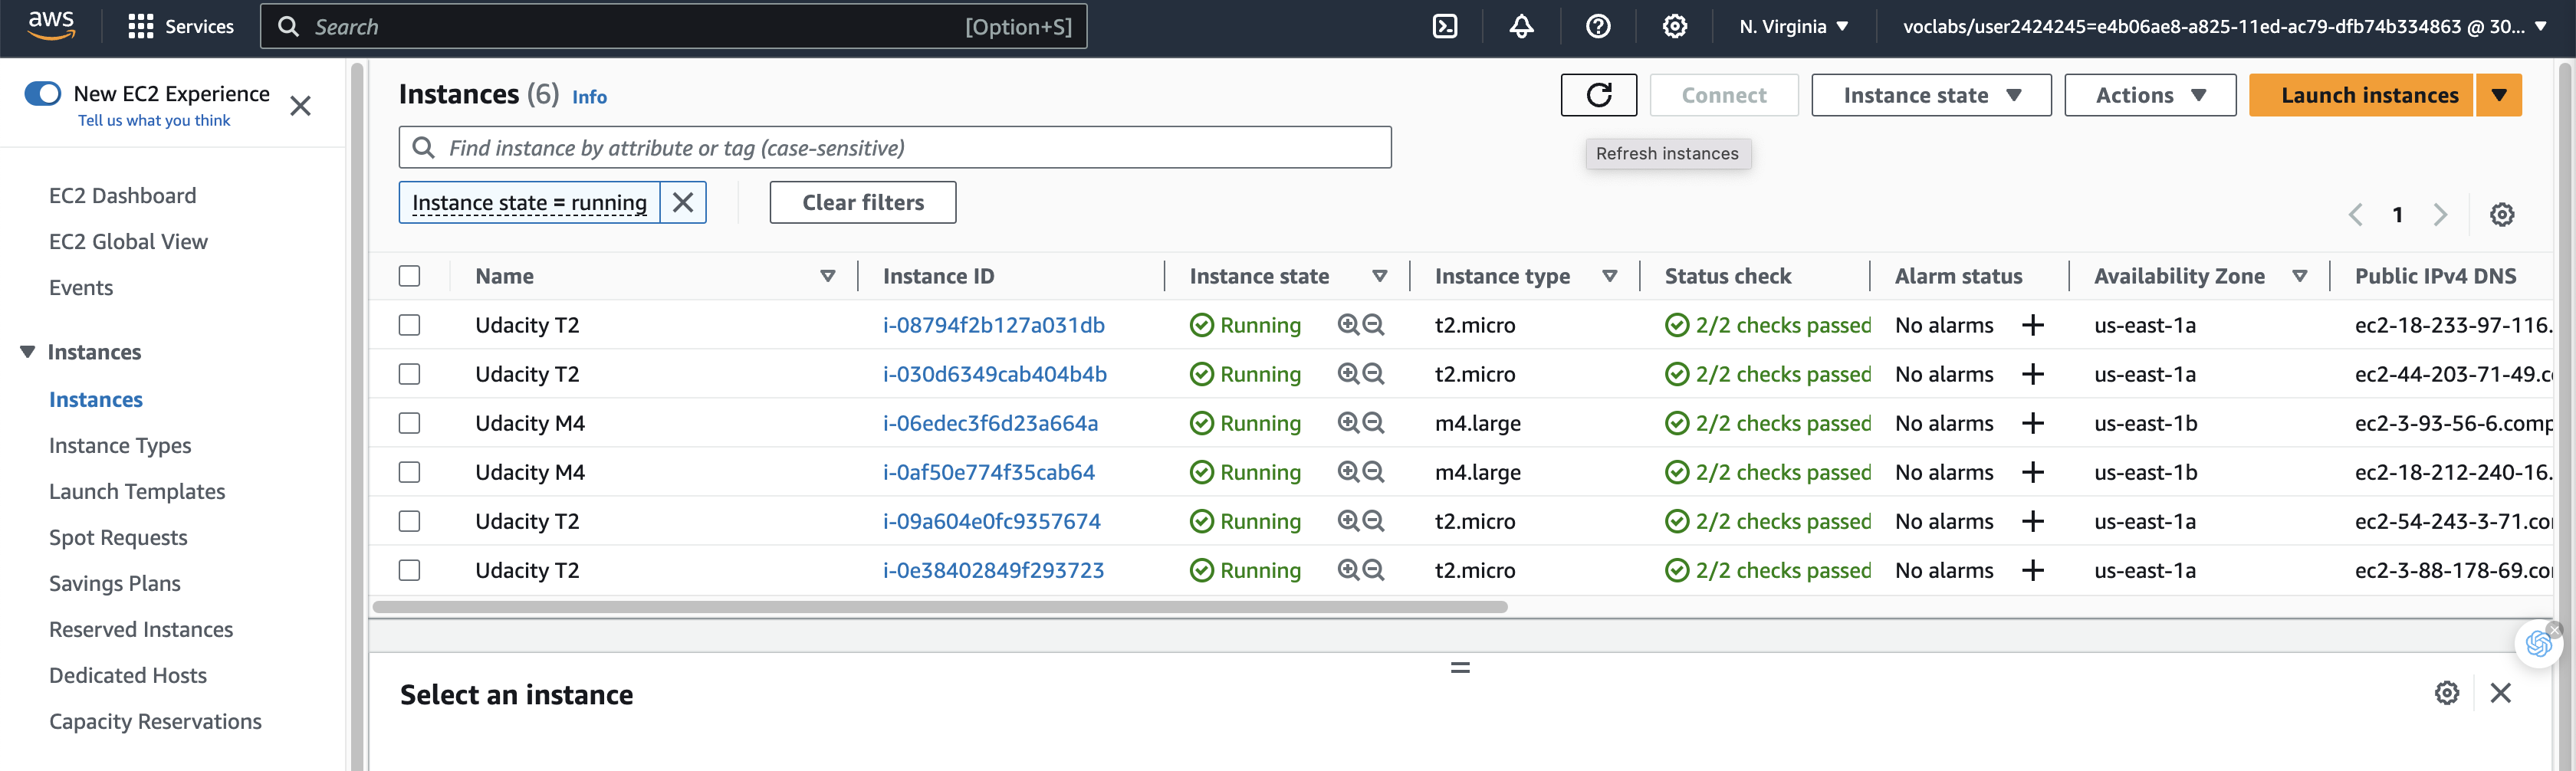 aws
Services
Search
[Option+S]
N. Virginia
voclabs/user2424245=e4b06ae8-a825-11ed-ac79-dfb74b334863 @ 30...
New EC2 Experience
Tell us what you think
EC2 Dashboard
EC2 Global View
Events
Instances
Instances
Instance Types
Launch Templates
Spot Requests
Savings Plans
Reserved Instances
Dedicated Hosts
Capacity Reservations
Instances (6) Info
Connect
Instance state
Actions
Launch instances
Find instance by attribute or tag (case-sensitive)
Refresh instances
Instance state = running
Clear filters
1
Name Instance ID Instance state Instance type Status check Alarm status Availability Zone Public IPv4 DNS
Udacity T2 i-08794f2b127a031db Running t2.micro 2/2 checks passed No alarms + us-east-1a ec2-18-233-97-116.
Udacity T2 i-030d6349cab404b4b Running t2.micro 2/2 checks passed No alarms + us-east-1a ec2-44-203-71-49.c
Udacity M4 i-06edec3f6d23a664a Running m4.large 2/2 checks passed No alarms + us-east-1b ec2-3-93-56-6.comp
Udacity M4 i-0af50e774f35cab64 Running m4.large 2/2 checks passed No alarms + us-east-1b ec2-18-212-240-16.
Udacity T2 i-09a604e0fc9357674 Running t2.micro 2/2 checks passed No alarms + us-east-1a ec2-54-243-3-71.co
Udacity T2 i-0e38402849f293723 Running t2.micro 2/2 checks passed No alarms + us-east-1a ec2-3-88-178-69.co
Select an instance